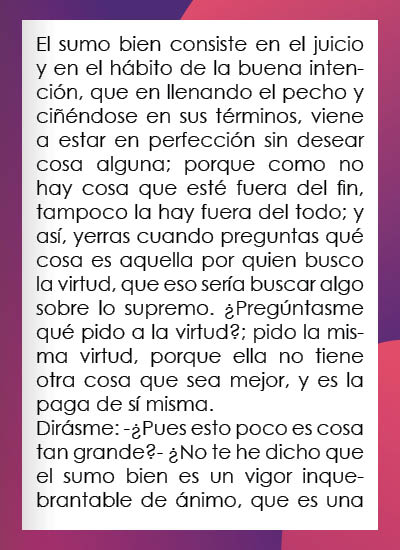 El sumo bien consiste en el juicio
y en el hábito de la buena inten-
ción, que en llenando el pecho y
ciñéndose en sus términos, viene
a estar en perfección sin desear
cosa alguna; porque como no
hay cosa que esté fuera del fin,
tampoco la hay fuera del todo; y
así, yerras cuando preguntas qué
cosa es aquella por quien busco
la virtud, que eso sería buscar algo
sobre lo supremo. ¿Pregúntasme
qué pido a la virtud?; pido la mis-
ma virtud, porque ella no tiene
otra cosa que sea mejor, y es la
paga de sí misma.
Dirásme: -¿Pues esto poco es cosa
tan grande?- ¿No te he dicho que
el sumo bien es un vigor inque-
brantable de ánimo, que es una